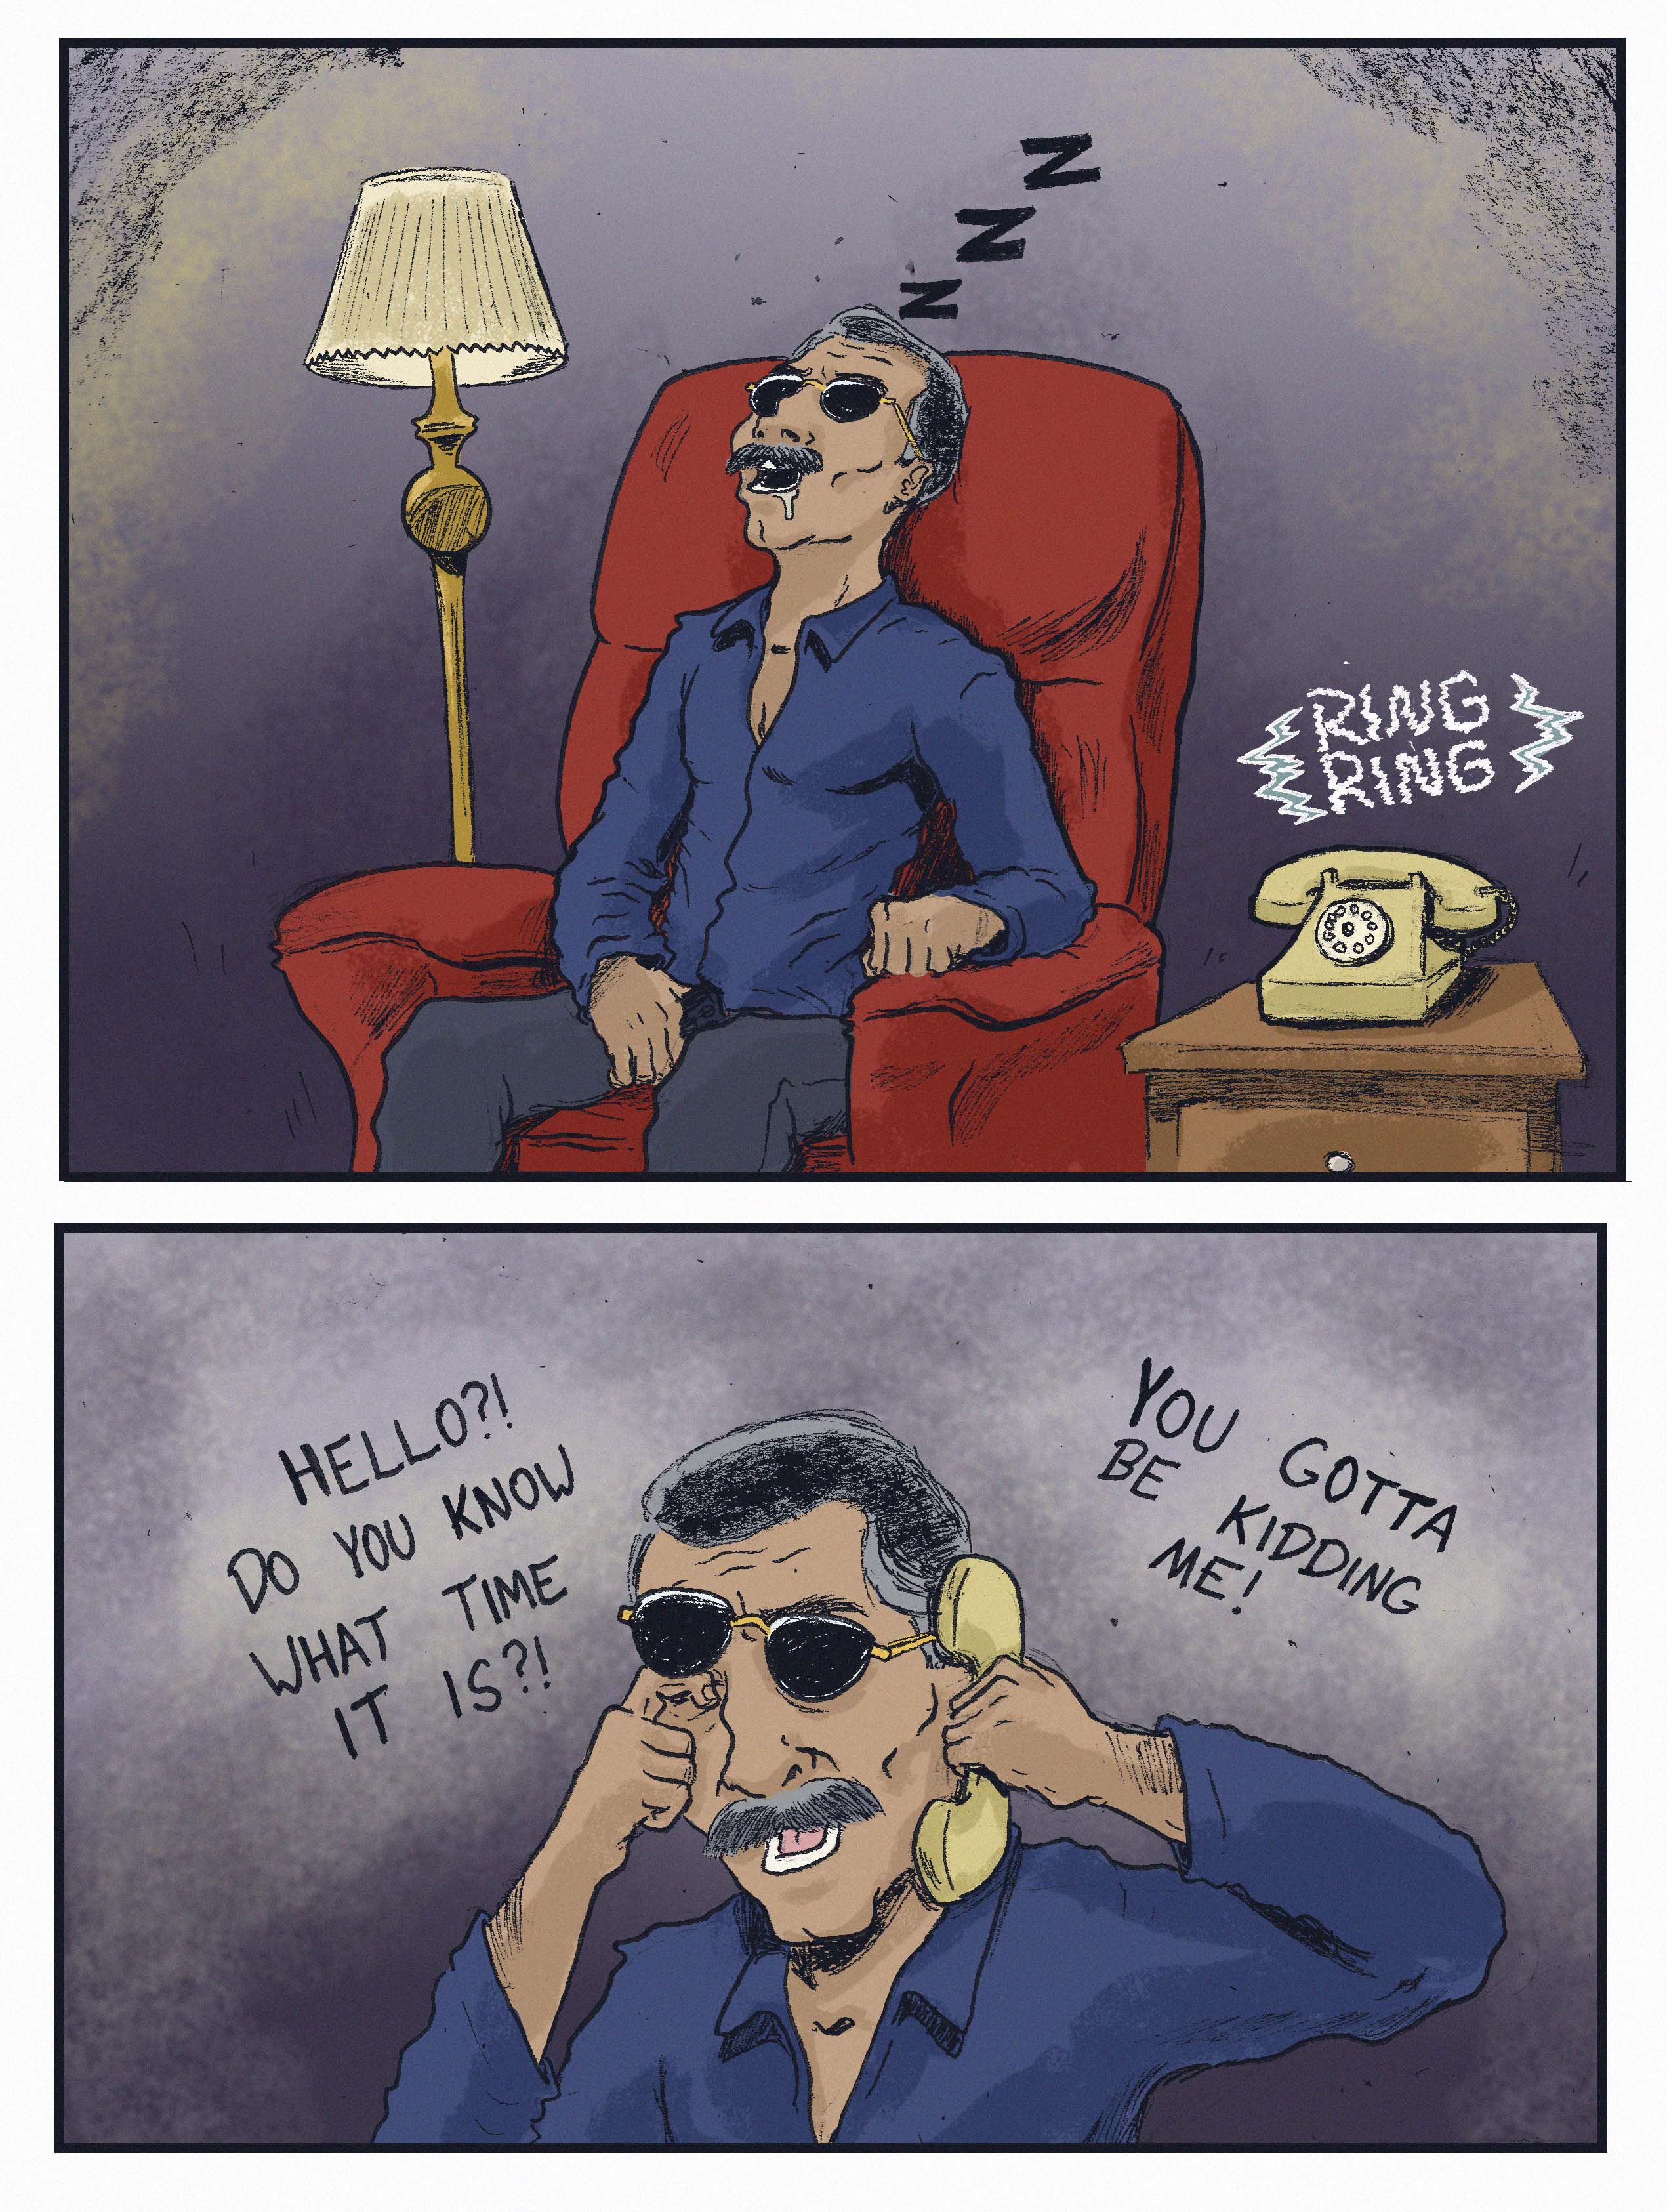 Z
Z
Z
RING
RING
HELLO?!
DO YOU KNOW
WHAT TIME
IT IS?!
YOU GOTTA
BE KIDDING
ME!